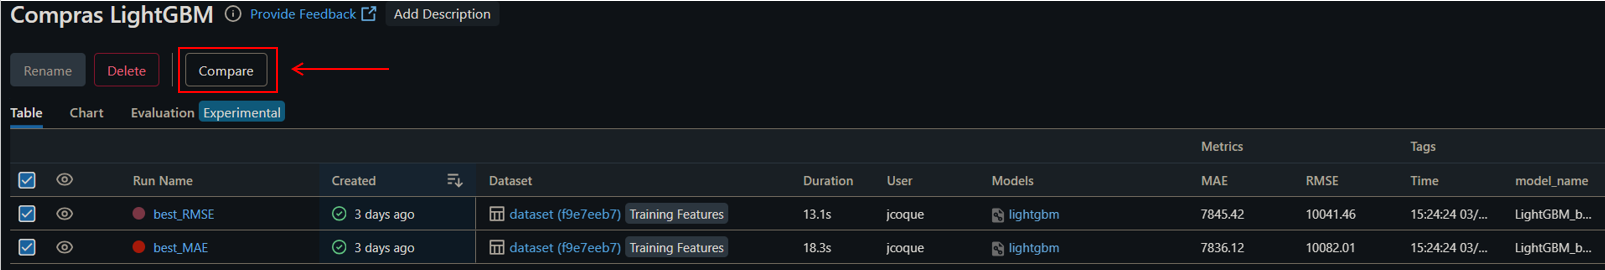 Compras LightGBM Provide Feedback Add Description
Rename Delete Compare
Table Chart Evaluation Experimental
Metrics Tags
Run Name Created Dataset Duration User Models MAE RMSE Time model_name
best_RMSE 3 days ago dataset (f9e7eeb7) Training Features 13.1s jcoque lightgbm 7845.42 10041.46 15:24:24 03/... LightGBM_b...
best_MAE 3 days ago dataset (f9e7eeb7) Training Features 18.3s jcoque lightgbm 7836.12 10082.01 15:24:24 03/... LightGBM_b...